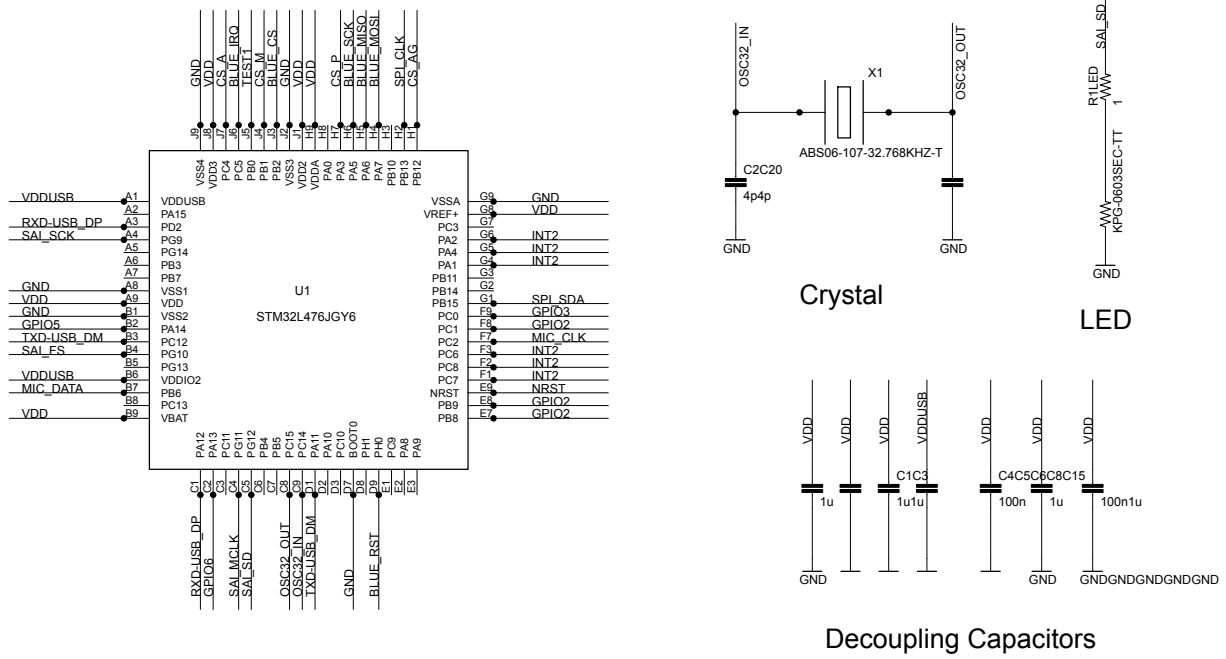 GND
VDD
CS_A
BLUE_IRQ
TEST1
CS_M
BLUE_CS
GND
VDD
VDD
CS_P
BLUE_SCK
BLUE_MISO
BLUE_MOSI
SPI_CLK
CS_AG
J9
J8
J7
J6
J5
J4
J3
J2
J1
H9
H8
H7
H6
H5
H4
H3
H2
H1
VSS4
VDD3
PC4
PC5
PB0
PB1
PB2
VSS3
VDD2
VDDA
PA0
PA3
PA5
PA6
PA7
PB10
PB13
PB12
VDDUSB A1 VDDUSB
A2 PA15
RXD-USB_DP A3 PD2
SAI_SCK A4 PG9
A5 PG14
A6 PB3
A7 PB7
GND A8 VSS1
VDD A9 VDD
GND B1 VSS2
GPIO5 B2 PA14
TXD-USB_DM B3 PC12
SAI_FS B4 PG10
B5 PG13
VDDUSB B6 VDDIO2
MIC_DATA B7 PB6
B8 PC13
VDD B9 VBAT
U1
STM32L476JGY6
VSSA G9 GND
VREF+ G8 VDD
PC3 G7
PA2 G6 INT2
PA4 G5 INT2
PA1 G4 INT2
PB11 G3
PB14 G2
PB15 G1 SPI_SDA
PC0 F9 GPIO3
PC1 F8 GPIO2
PC2 F7 MIC_CLK
PC6 F3 INT2
PC8 F2 INT2
PC7 F1 INT2
NRST E9 NRST
PB9 E8 GPIO2
PB8 E7 GPIO2
PA12
PA13
PC11
PG11
PG12
PB4
PB5
PC15
PC14
PA11
PA10
PC10
BOOT0
PH1
PH0
PC9
PA8
PA9
C1
C2
C3
C4
C5
C6
C7
C8
C9
D1
D2
D3
D7
D8
D9
E1
E2
E3
RXD-USB_DP
GPIO6
SAI_MCLK
SAI_SD
OSC32_OUT
OSC32_IN
TXD-USB_DM
GND
BLUE_RST
OSC32_IN
OSC32_OUT
X1
ABS06-107-32.768KHZ-T
C2C20
4p4p
GND
GND
Crystal
SAI_SD
R1LED
1
KPG-0603SEC-TT
GND
LED
VDD
VDD
VDD
VDDUSB
VDD
VDD
VDD
C1C3
C4C5C6C8C15
1u
1u1u
100n
1u
100n1u
GND
GND
GNDGNDGNDGNDGND
Decoupling Capacitors